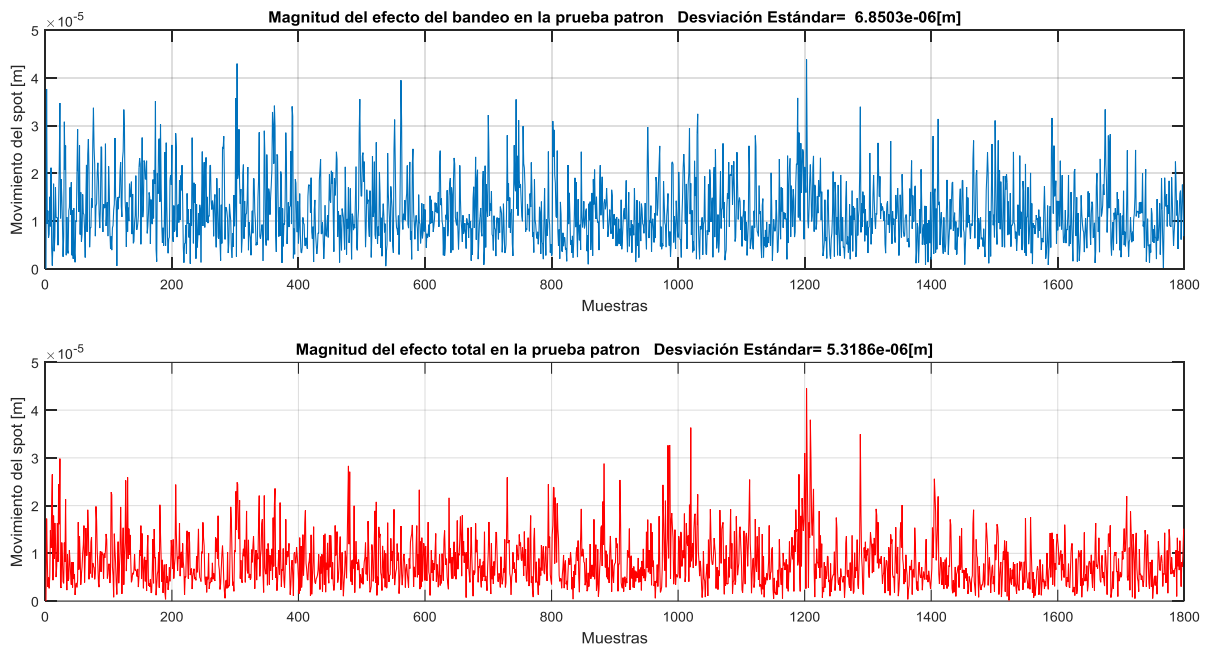 ×10⁻⁵
Magnitud del efecto del bandeo en la prueba patron   Desviación Estándar=  6.8503e-06[m]
5
4
3
2
1
0
Movimiento del spot [m]
0 200 400 600 800 1000 1200 1400 1600 1800
Muestras
×10⁻⁵
Magnitud del efecto total en la prueba patron   Desviación Estándar= 5.3186e-06[m]
5
4
3
2
1
0
Movimiento del spot [m]
0 200 400 600 800 1000 1200 1400 1600 1800
Muestras